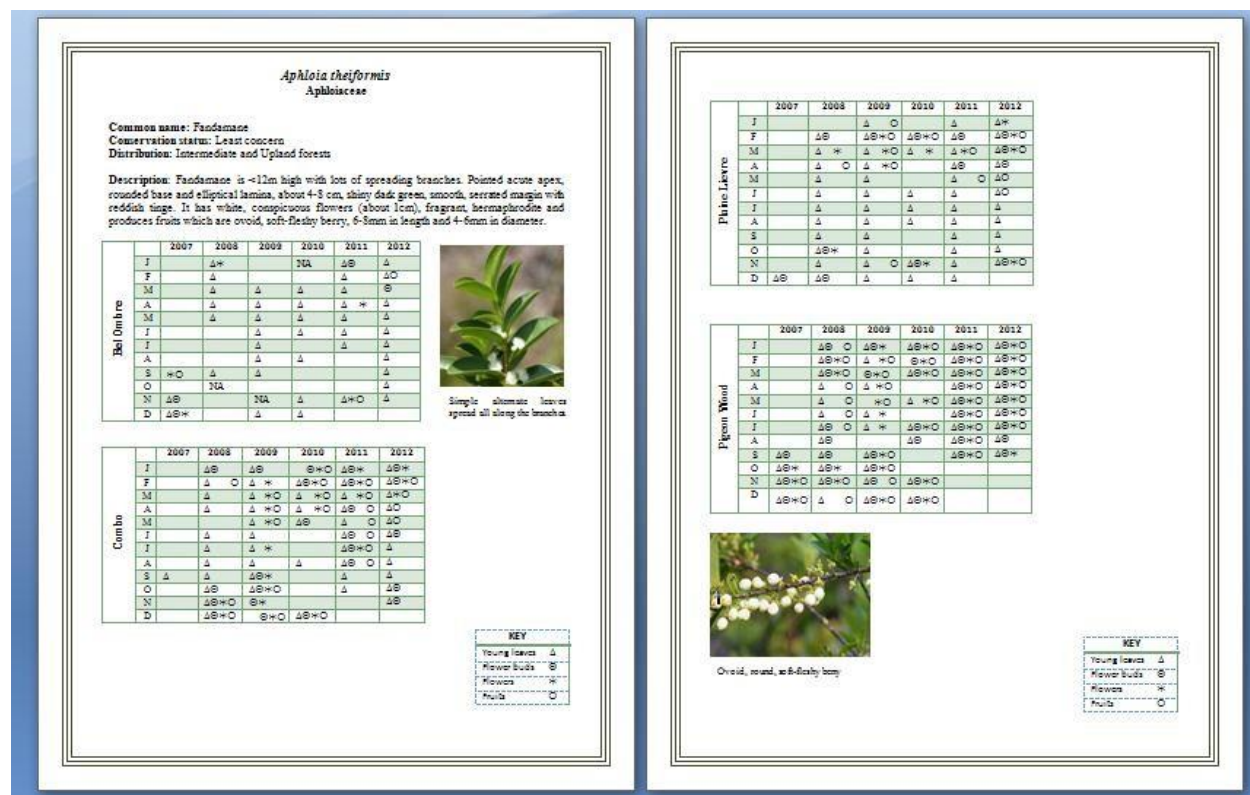 Aphloia theiformis
Aphloiaceae
Common name: Fandamane
Conservation status: Least concern
Distribution: Intermediate and Upland forests
Description: Fandamane is <12m high with lots of spreading branches. Pointed acute apex,
rounded base and elliptical lamina, about 4-8 cm, shiny dark green, smooth, serrated margin with
reddish tinge. It has white, conspicuous flowers (about 1cm), fragrant, hermaphrodite and
produces fruits which are ovoid, soft-fleshy berry, 6-8mm in length and 4-6mm in diameter.
Bel Ombre
2007 2008 2009 2010 2011 2012
J Δ* NA Δ⊖ Δ
F Δ Δ Δ○
M Δ Δ Δ Δ ⊖
A Δ Δ Δ Δ * Δ
M Δ Δ Δ Δ Δ
J Δ Δ Δ Δ
J Δ Δ Δ
A Δ Δ Δ
S *○ Δ Δ Δ
O NA Δ
N Δ⊖ NA Δ Δ*○ Δ
D Δ⊖* Δ Δ
Simple alternate leaves
spread all along the branches
Combo
2007 2008 2009 2010 2011 2012
J Δ⊖ Δ⊖ ⊖*○ Δ⊖* Δ⊖*
F Δ ○ Δ * Δ⊖*○ Δ⊖*○ Δ⊖*○
M Δ Δ *○ Δ *○ Δ *○ Δ*○
A Δ Δ *○ Δ *○ Δ⊖ ○ Δ○
M Δ *○ Δ⊖ Δ ○ Δ○
J Δ Δ Δ⊖ ○ Δ⊖
J Δ Δ * Δ⊖*○ Δ
A Δ Δ Δ Δ⊖ ○ Δ
S Δ Δ Δ⊖* Δ Δ
O Δ⊖ Δ⊖*○ Δ Δ⊖
N Δ⊖*○ ⊖* Δ⊖
D Δ⊖*○ ⊖*○ Δ⊖*○
KEY
Young leaves Δ
Flower buds ⊖
Flowers *
Fruits ○
Plaine Lievre
2007 2008 2009 2010 2011 2012
J Δ ○ Δ Δ*
F Δ⊖ Δ⊖*○ Δ⊖*○ Δ⊖ Δ⊖*○
M Δ * Δ *○ Δ * Δ *○ Δ⊖*○
A Δ ○ Δ *○ Δ⊖ Δ⊖
M Δ Δ Δ ○ Δ○
J Δ Δ Δ Δ Δ○
J Δ Δ Δ Δ Δ
A Δ Δ Δ Δ Δ
S Δ Δ Δ Δ
O Δ⊖* Δ Δ Δ
N Δ Δ ○ Δ⊖* Δ Δ⊖*○
D Δ⊖ Δ⊖ Δ Δ Δ
Pigeon Wood
2007 2008 2009 2010 2011 2012
J Δ⊖ ○ Δ⊖* Δ⊖*○ Δ⊖*○ Δ⊖*○
F Δ⊖*○ Δ *○ ⊖*○ Δ⊖*○ Δ⊖*○
M Δ⊖*○ ⊖*○ Δ⊖*○ Δ⊖*○ Δ⊖*○
A Δ ○ Δ *○ Δ⊖*○ Δ⊖*○
M Δ ○ *○ Δ *○ Δ⊖*○ Δ⊖*○
J Δ ○ Δ * Δ⊖*○ Δ⊖*○
J Δ⊖ ○ Δ * Δ⊖*○ Δ⊖*○ Δ⊖*○
A Δ⊖ Δ⊖ Δ⊖*○ Δ⊖
S Δ⊖ Δ⊖ Δ⊖*○ Δ⊖*○ Δ⊖*
O Δ⊖* Δ⊖* Δ⊖*○
N Δ⊖*○ Δ⊖*○ Δ⊖ ○ Δ⊖*○
D Δ⊖*○ Δ ○ Δ⊖*○ Δ⊖*○
Ovoid, round, soft-fleshy berry
KEY
Young leaves Δ
Flower buds ⊖
Flowers *
Fruits ○